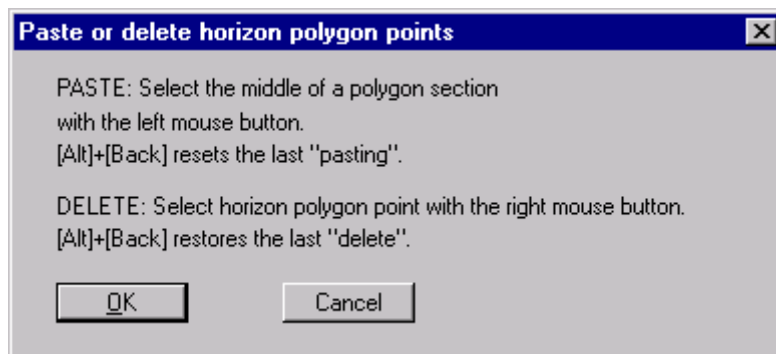 Paste or delete horizon polygon points
PASTE: Select the middle of a polygon section
with the left mouse button.
[Alt]+[Back] resets the last "pasting".
DELETE: Select horizon polygon point with the right mouse button.
[Alt]+[Back] restores the last "delete".
OK Cancel